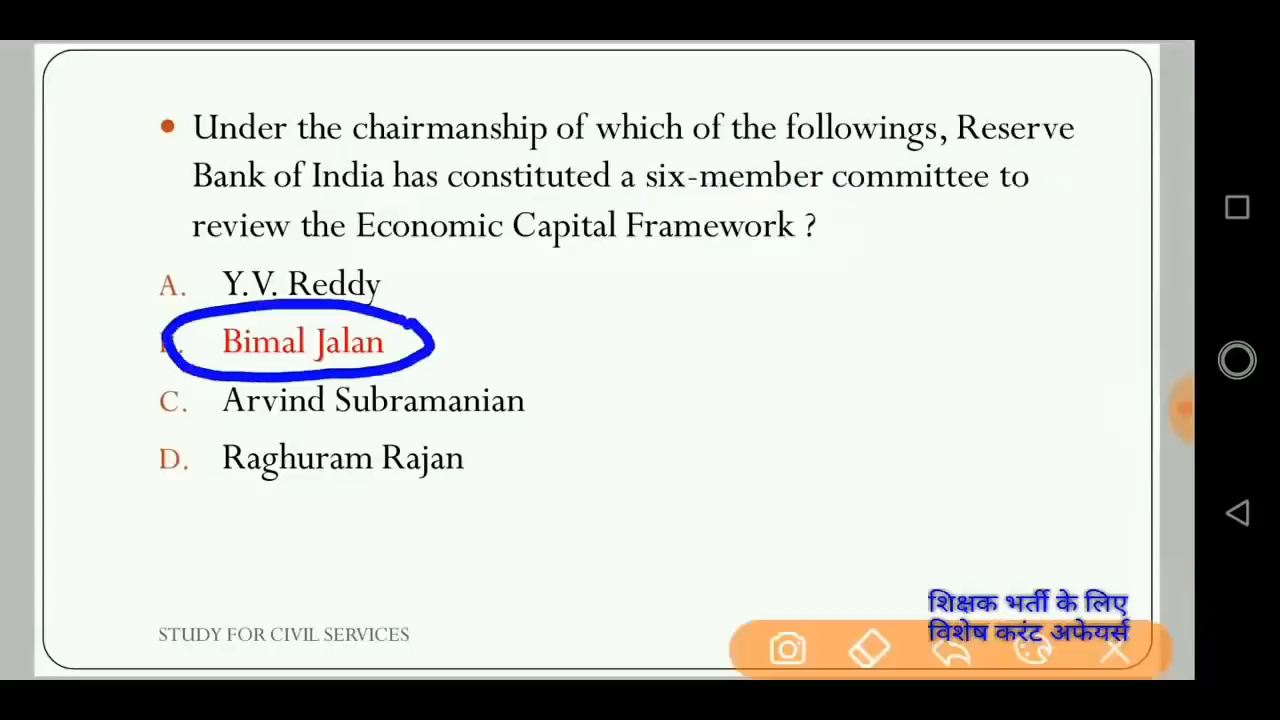 • Under the chairmanship of which of the followings, Reserve
Bank of India has constituted a six-member committee to
review the Economic Capital Framework ?
A. Y.V. Reddy
Bimal Jalan
C. Arvind Subramanian
D. Raghuram Rajan
शिक्षक भर्ती के लिए
विशेष करंट अफेयर्स
STUDY FOR CIVIL SERVICES